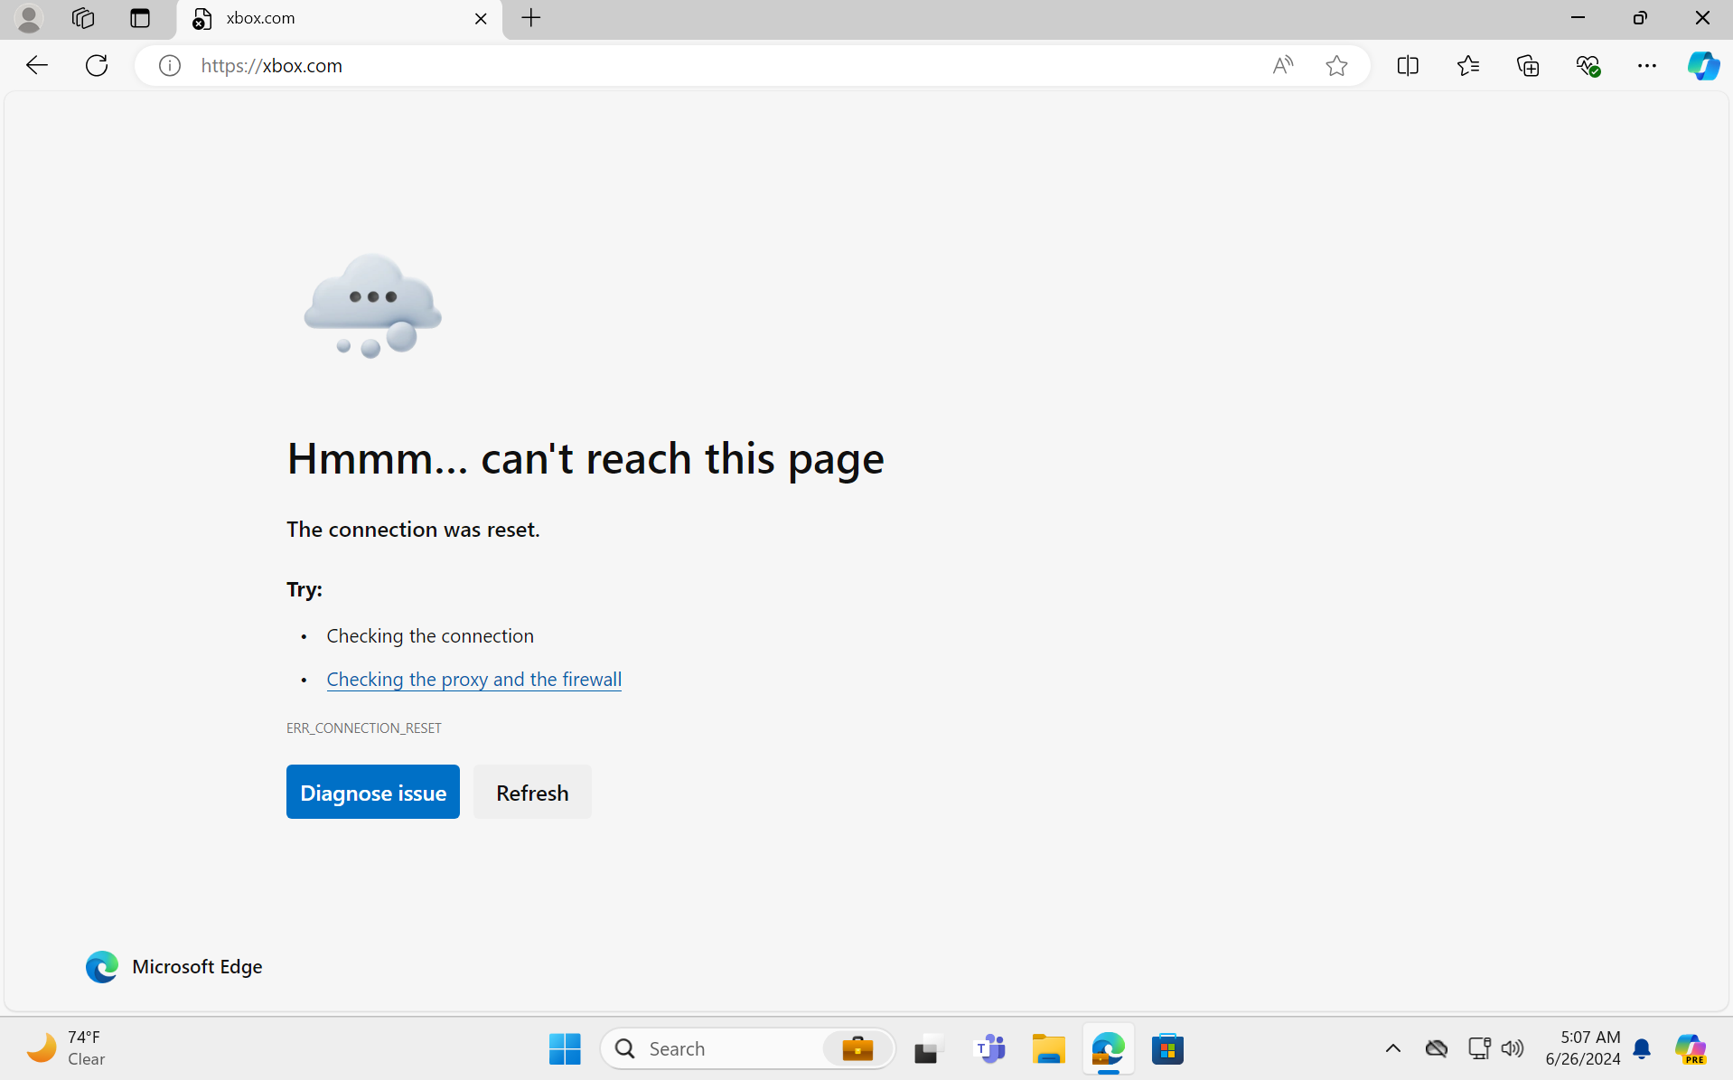 xbox.com
https://xbox.com
Hmmm... can't reach this page
The connection was reset.
Try:
• Checking the connection
• Checking the proxy and the firewall
ERR_CONNECTION_RESET
Diagnose issue
Refresh
Microsoft Edge
74°F
Clear
Search
T
5:07 AM
6/26/2024
PRE